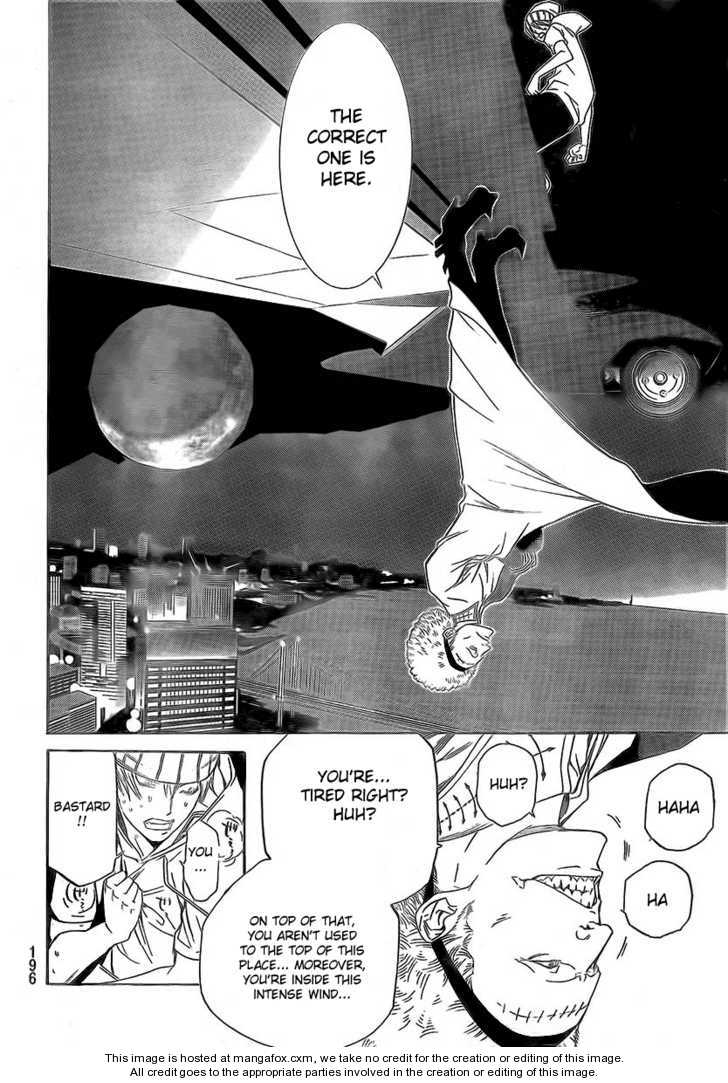 THE
CORRECT
ONE IS
HERE.
HAHA
HA
HUH?
YOU'RE...
TIRED RIGHT?
HUH?
ON TOP OF THAT,
YOU AREN'T USED
TO THE TOP OF THIS
PLACE... MOREOVER,
YOU'RE INSIDE THIS
INTENSE WIND...
YOU...
BASTARD
!!
196
This image is hosted at mangafox.cxm, we take no credit for the creation or editing of this image.
All credit goes to the appropriate parties involved in the creation or editing of this image.